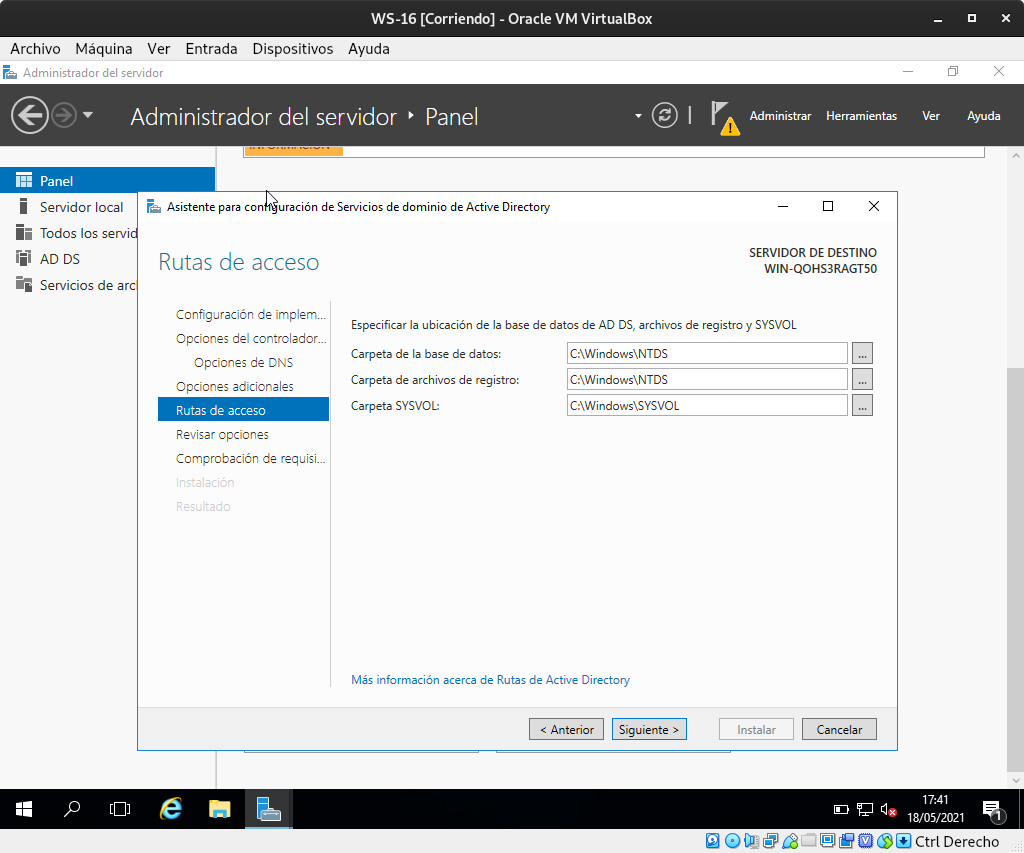 WS-16 [Corriendo] - Oracle VM VirtualBox
Archivo Máquina Ver Entrada Dispositivos Ayuda
Administrador del servidor
Administrador del servidor ‣ Panel
Administrar Herramientas Ver Ayuda
INFORMACIÓN
Panel
Servidor local
Todos los servid
AD DS
Servicios de arc
Asistente para configuración de Servicios de dominio de Active Directory
Rutas de acceso
SERVIDOR DE DESTINO
WIN-QOHS3RAGT50
Configuración de implem...
Opciones del controlador...
Opciones de DNS
Opciones adicionales
Rutas de acceso
Revisar opciones
Comprobación de requisi...
Instalación
Resultado
Especificar la ubicación de la base de datos de AD DS, archivos de registro y SYSVOL
Carpeta de la base de datos: C:\Windows\NTDS ...
Carpeta de archivos de registro: C:\Windows\NTDS ...
Carpeta SYSVOL: C:\Windows\SYSVOL ...
Más información acerca de Rutas de Active Directory
< Anterior Siguiente > Instalar Cancelar
17:41
18/05/2021
1
Ctrl Derecho